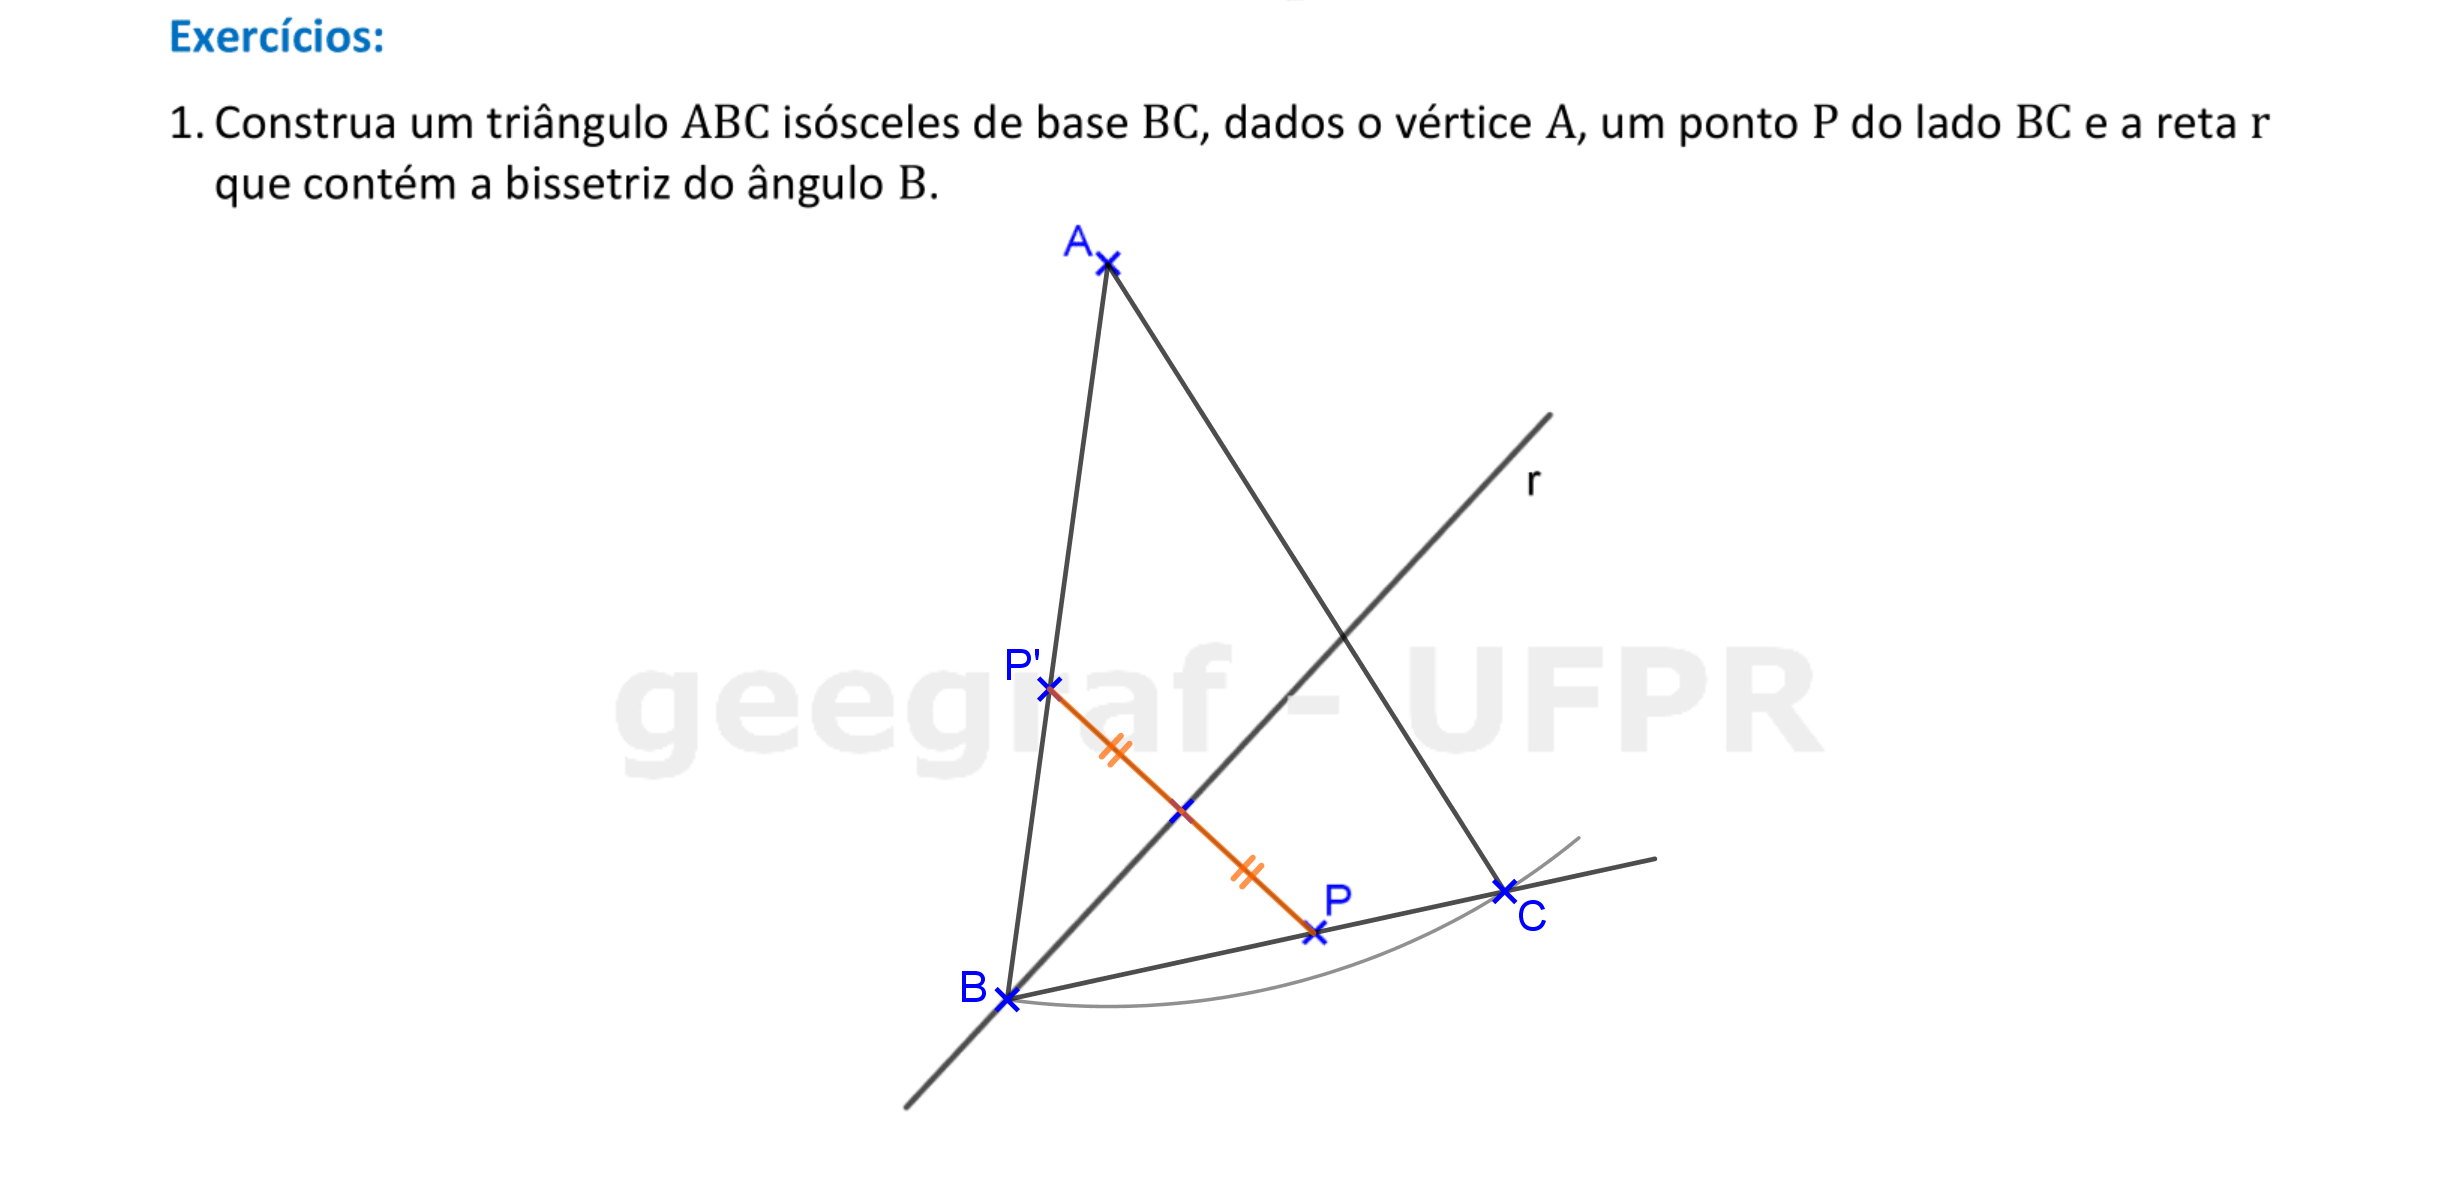 Exercícios:
1. Construa um triângulo ABC isósceles de base BC, dados o vértice A, um ponto P do lado BC e a reta r
que contém a bissetriz do ângulo B.
A
r
P'
geegraf - UFPR
P
C
B